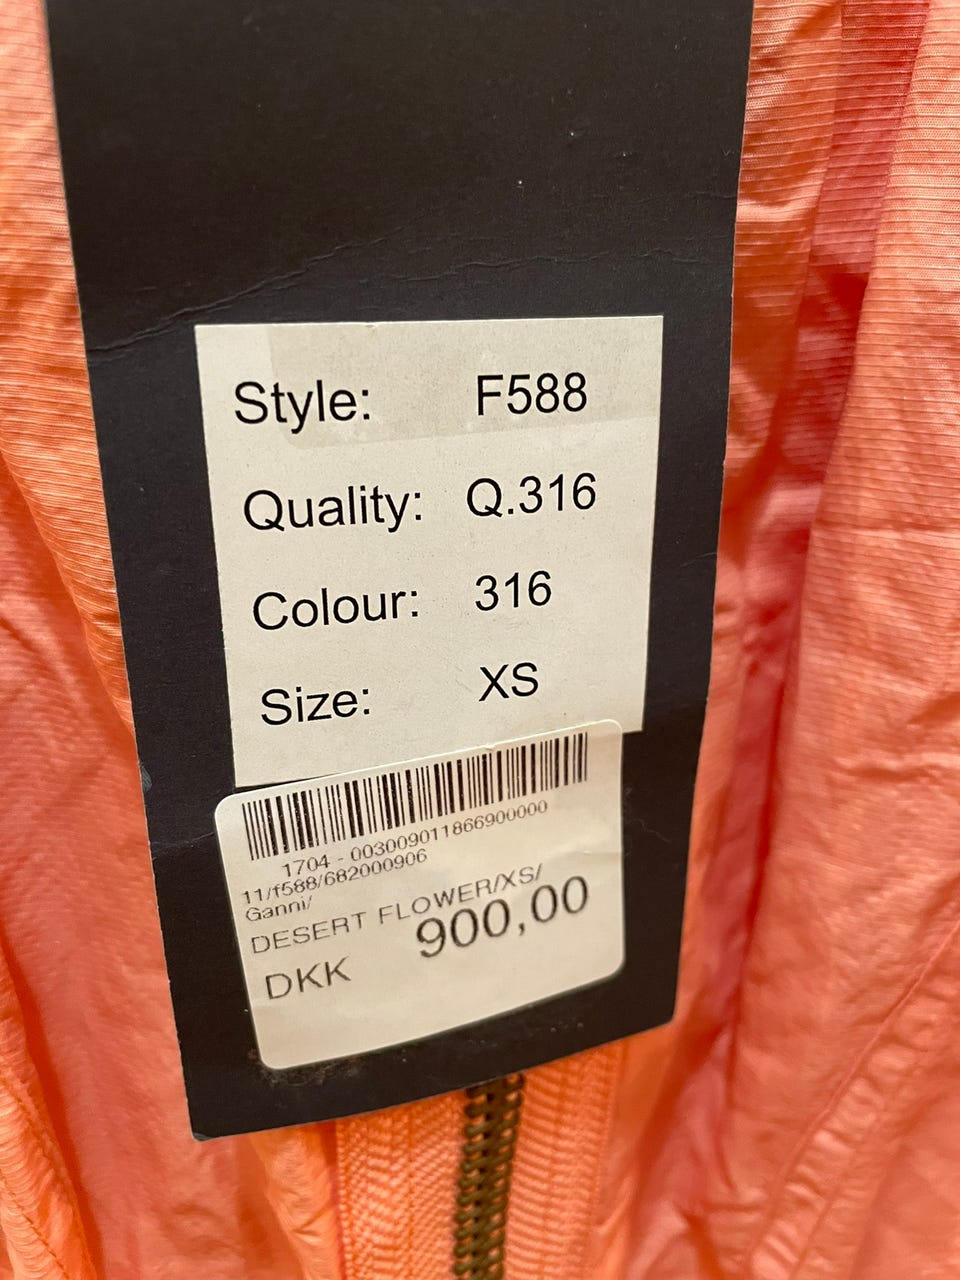 Style: F588
Quality: Q.316
Colour: 316
Size: XS
1704 - 003009011866900000
11/f588/682000906
Ganni/
DESERT FLOWER/XS/
DKK 900,00